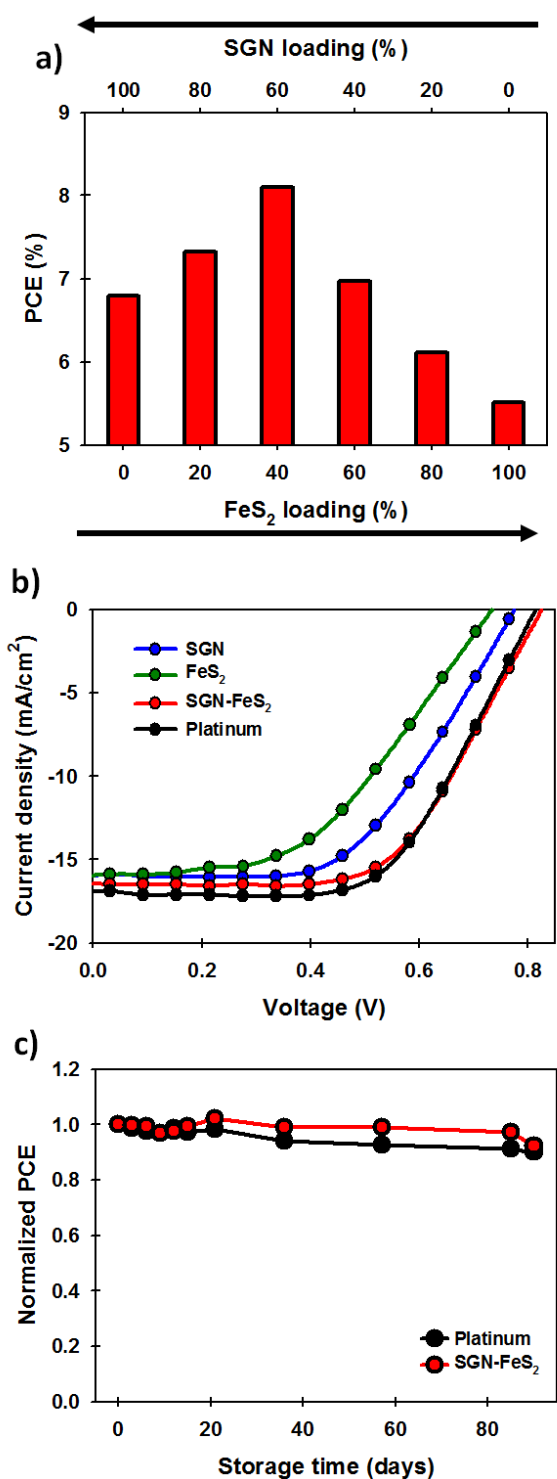 SGN loading (%)
a)
100 80 60 40 20 0
9
8
7
6
5
PCE (%)
0 20 40 60 80 100
FeS₂ loading (%)
b)
0
-5
-10
-15
-20
Current density (mA/cm²)
SGN
FeS₂
SGN-FeS₂
Platinum
0.0 0.2 0.4 0.6 0.8
Voltage (V)
c)
1.2
1.0
0.8
0.6
0.4
0.2
0.0
Normalized PCE
Platinum
SGN-FeS₂
0 20 40 60 80
Storage time (days)